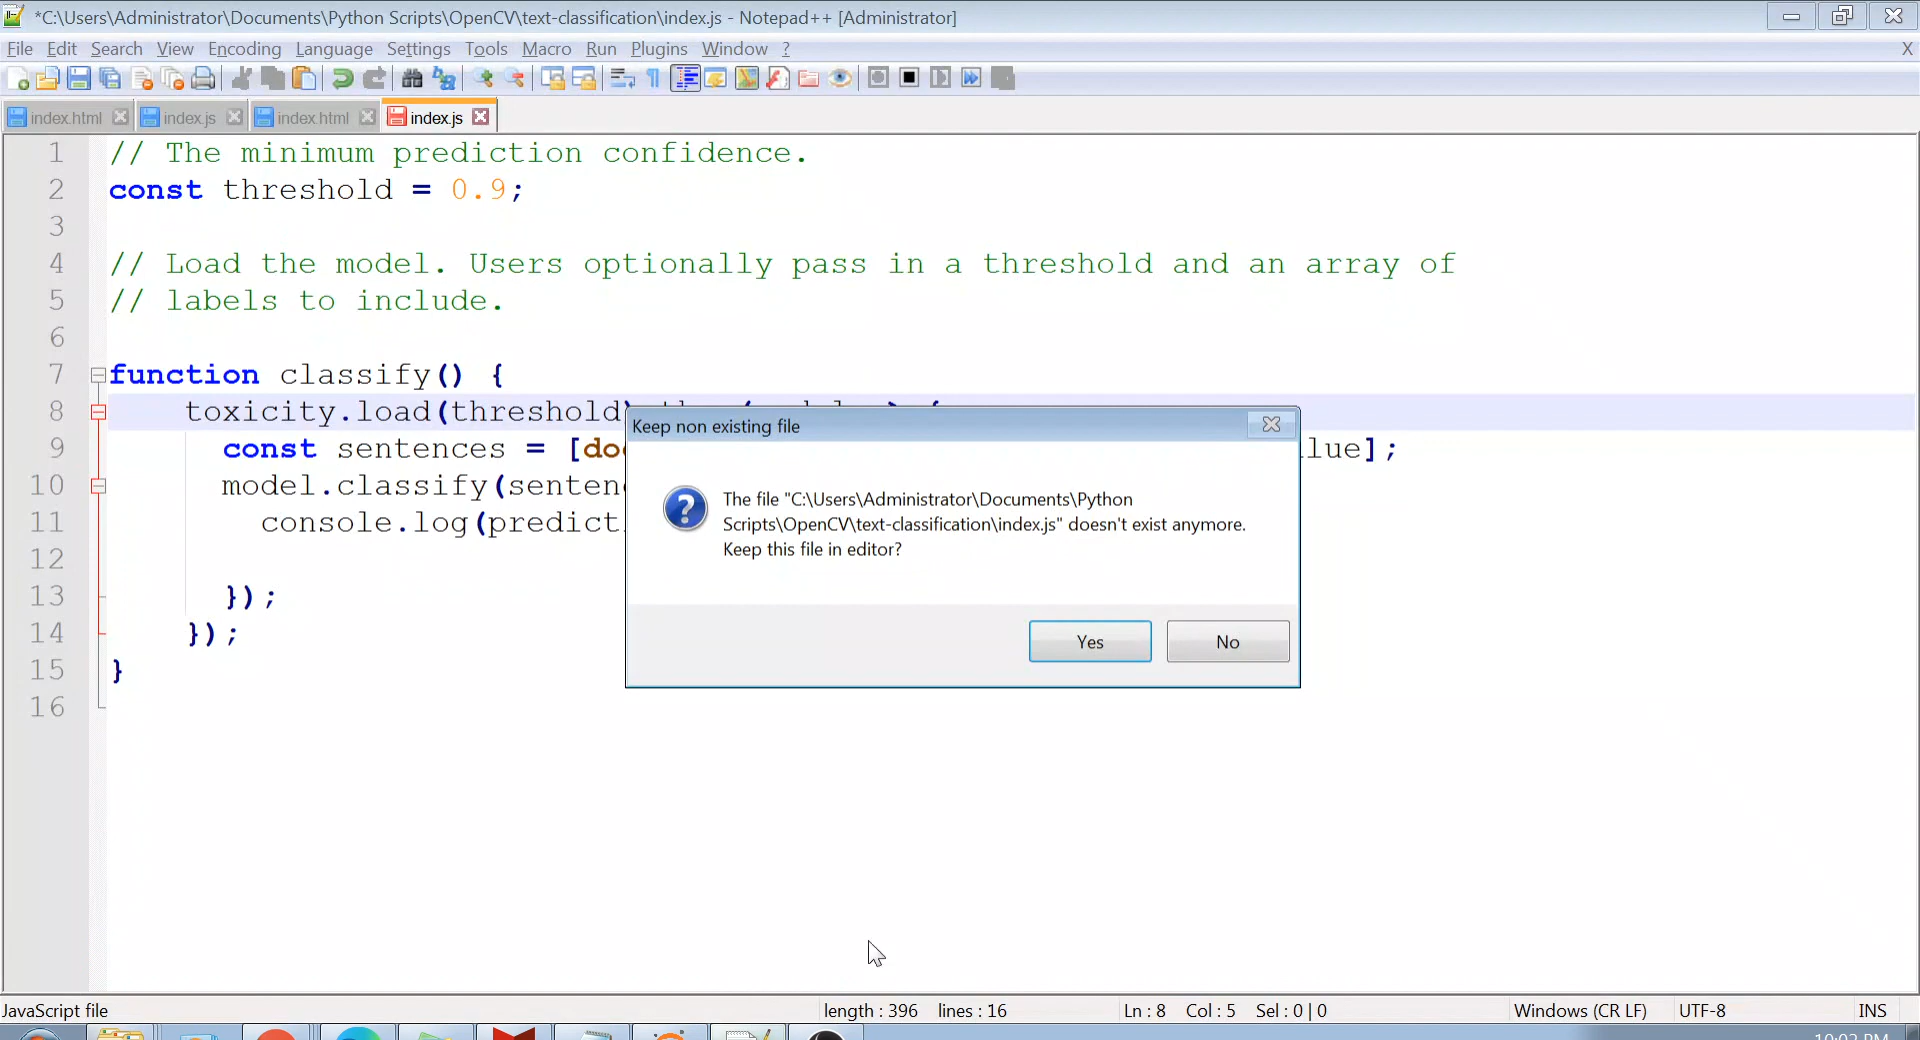 *C:\Users\Administrator\Documents\Python Scripts\OpenCV\text-classification\index.js - Notepad++ [Administrator]
File Edit Search View Encoding Language Settings Tools Macro Run Plugins Window ? X
index.html index.js index.html index.js
1 // The minimum prediction confidence.
2 const threshold = 0.9;
3
4 // Load the model. Users optionally pass in a threshold and an array of
5 // labels to include.
6
7 function classify() {
8 toxicity.load(threshold)
9 const sentences = [do lue];
10 model.classify(senten
11 console.log(predict
12
13 });
14 });
15 }
16
Keep non existing file
The file "C:\Users\Administrator\Documents\Python
Scripts\OpenCV\text-classification\index.js" doesn't exist anymore.
Keep this file in editor?
Yes No
JavaScript file length : 396 lines : 16 Ln : 8 Col : 5 Sel : 0 | 0 Windows (CR LF) UTF-8 INS
10:02 PM